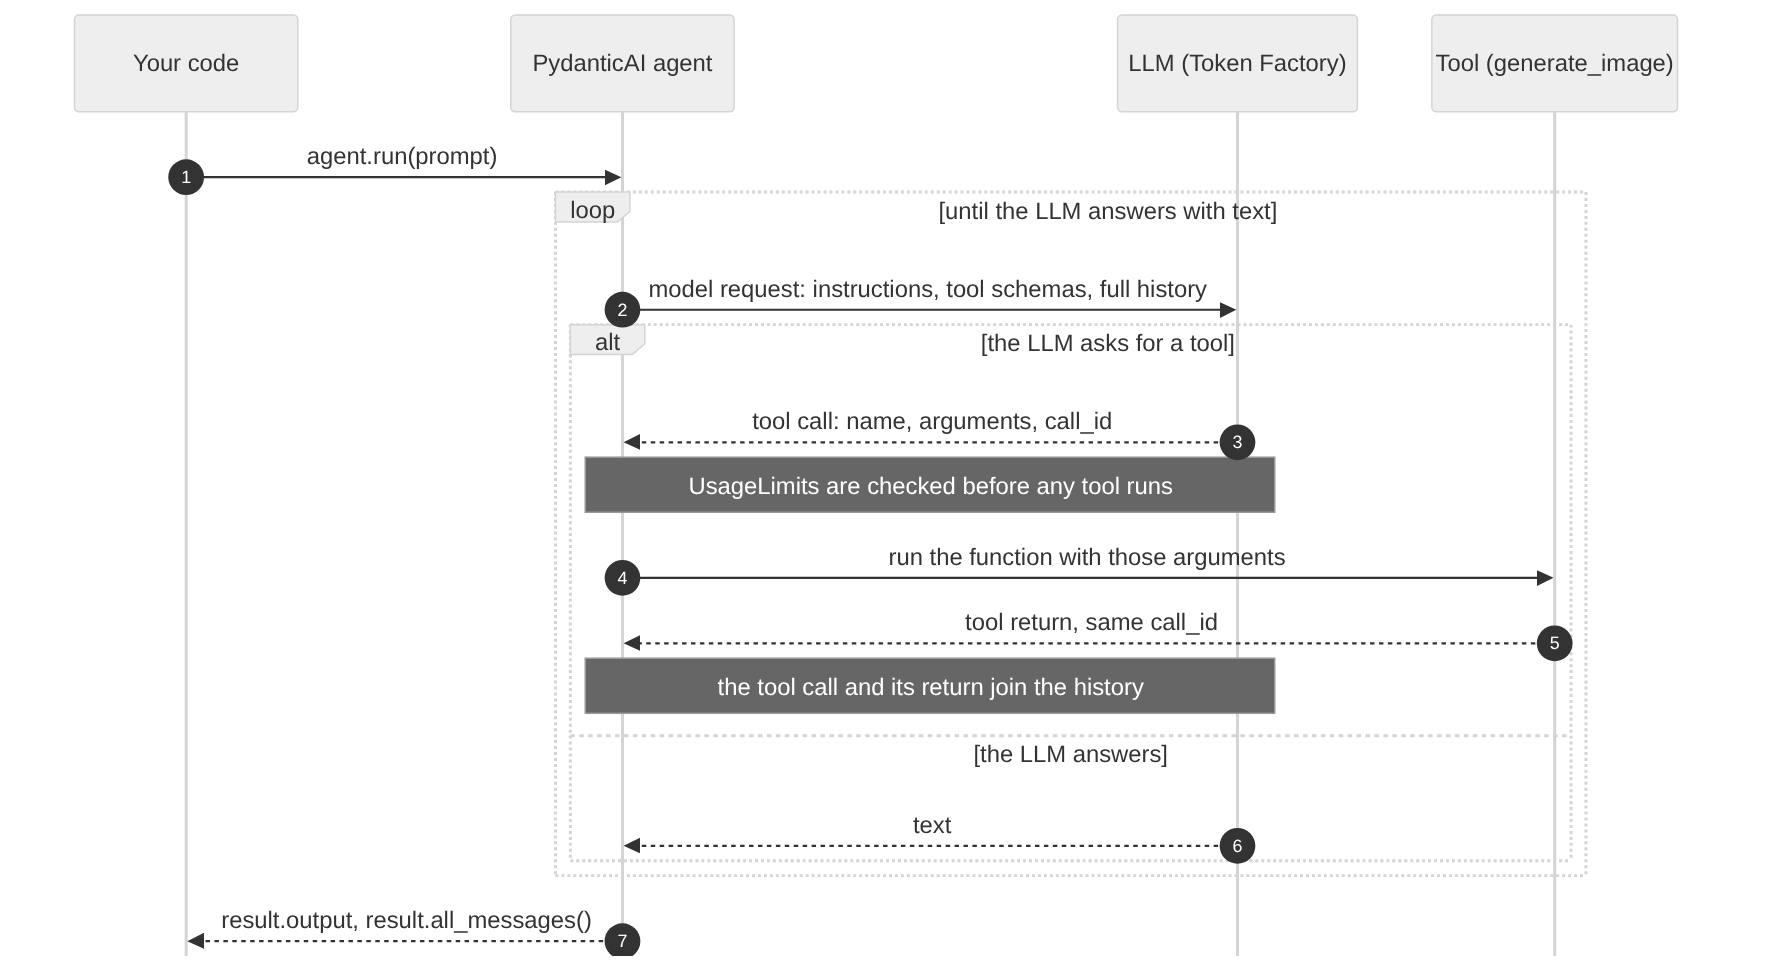 Your code
PydanticAI agent
LLM (Token Factory)
Tool (generate_image)
agent.run(prompt)
1
loop
[until the LLM answers with text]
model request: instructions, tool schemas, full history
2
alt
[the LLM asks for a tool]
tool call: name, arguments, call_id
3
UsageLimits are checked before any tool runs
run the function with those arguments
4
tool return, same call_id
5
the tool call and its return join the history
[the LLM answers]
text
6
result.output, result.all_messages()
7